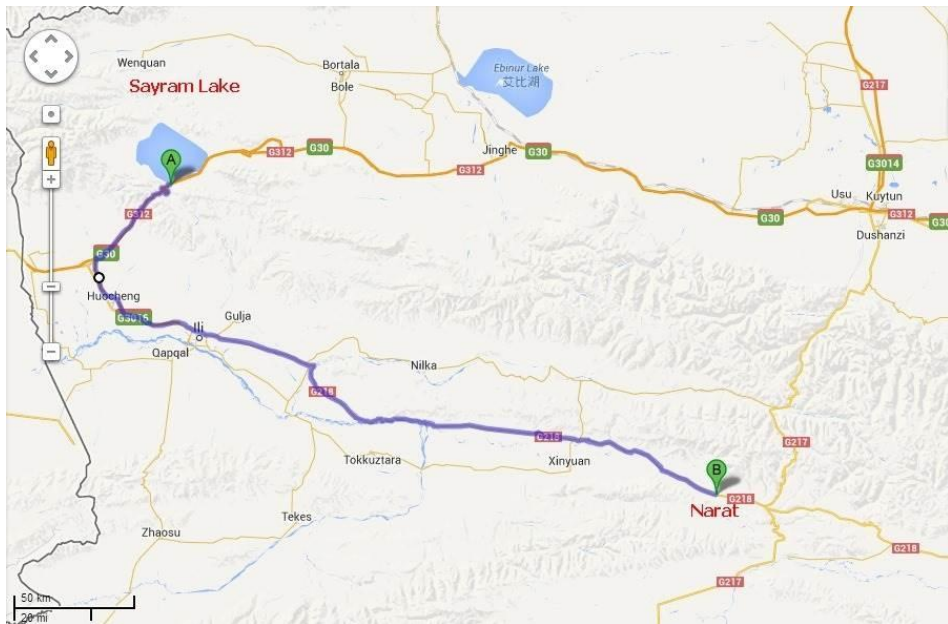 Wenquan
Bortala
Bole
Ebinur Lake
艾比湖
Sayram Lake
G217
A
G312
G30
Jinghe
G30
G312
G3014
Usu
Kuytun
G30
G312
G30
Dushanzi
G312
G30
Huocheng
G3016
Ili
Gulja
Qapqal
Nilka
G218
G218
Tokkuztara
Xinyuan
G217
B
G218
Narat
Tekes
Zhaosu
G218
G217
50 km
20 mi